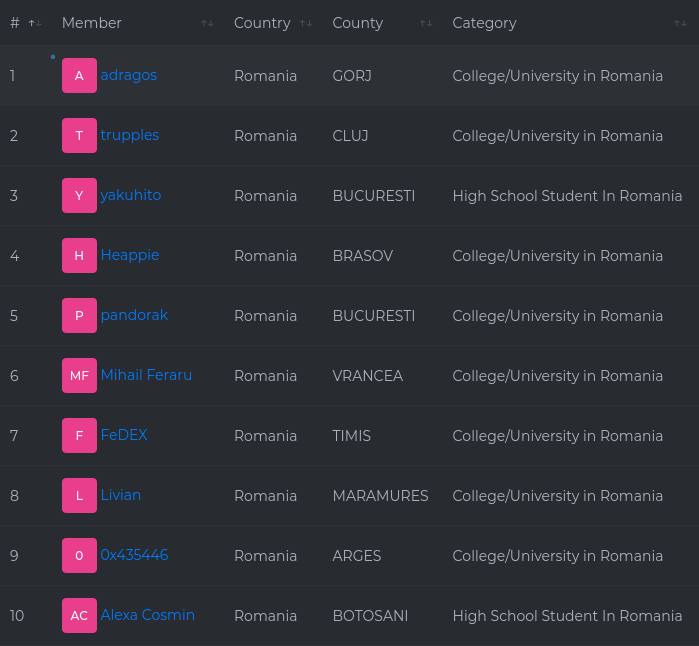 # Member Country County Category
1 A adragos Romania GORJ College/University in Romania
2 T trupples Romania CLUJ College/University in Romania
3 Y yakuhito Romania BUCURESTI High School Student In Romania
4 H Heappie Romania BRASOV College/University in Romania
5 P pandorak Romania BUCURESTI College/University in Romania
6 MF Mihail Feraru Romania VRANCEA College/University in Romania
7 F FeDEX Romania TIMIS College/University in Romania
8 L Livian Romania MARAMURES College/University in Romania
9 0 0x435446 Romania ARGES College/University in Romania
10 AC Alexa Cosmin Romania BOTOSANI High School Student In Romania